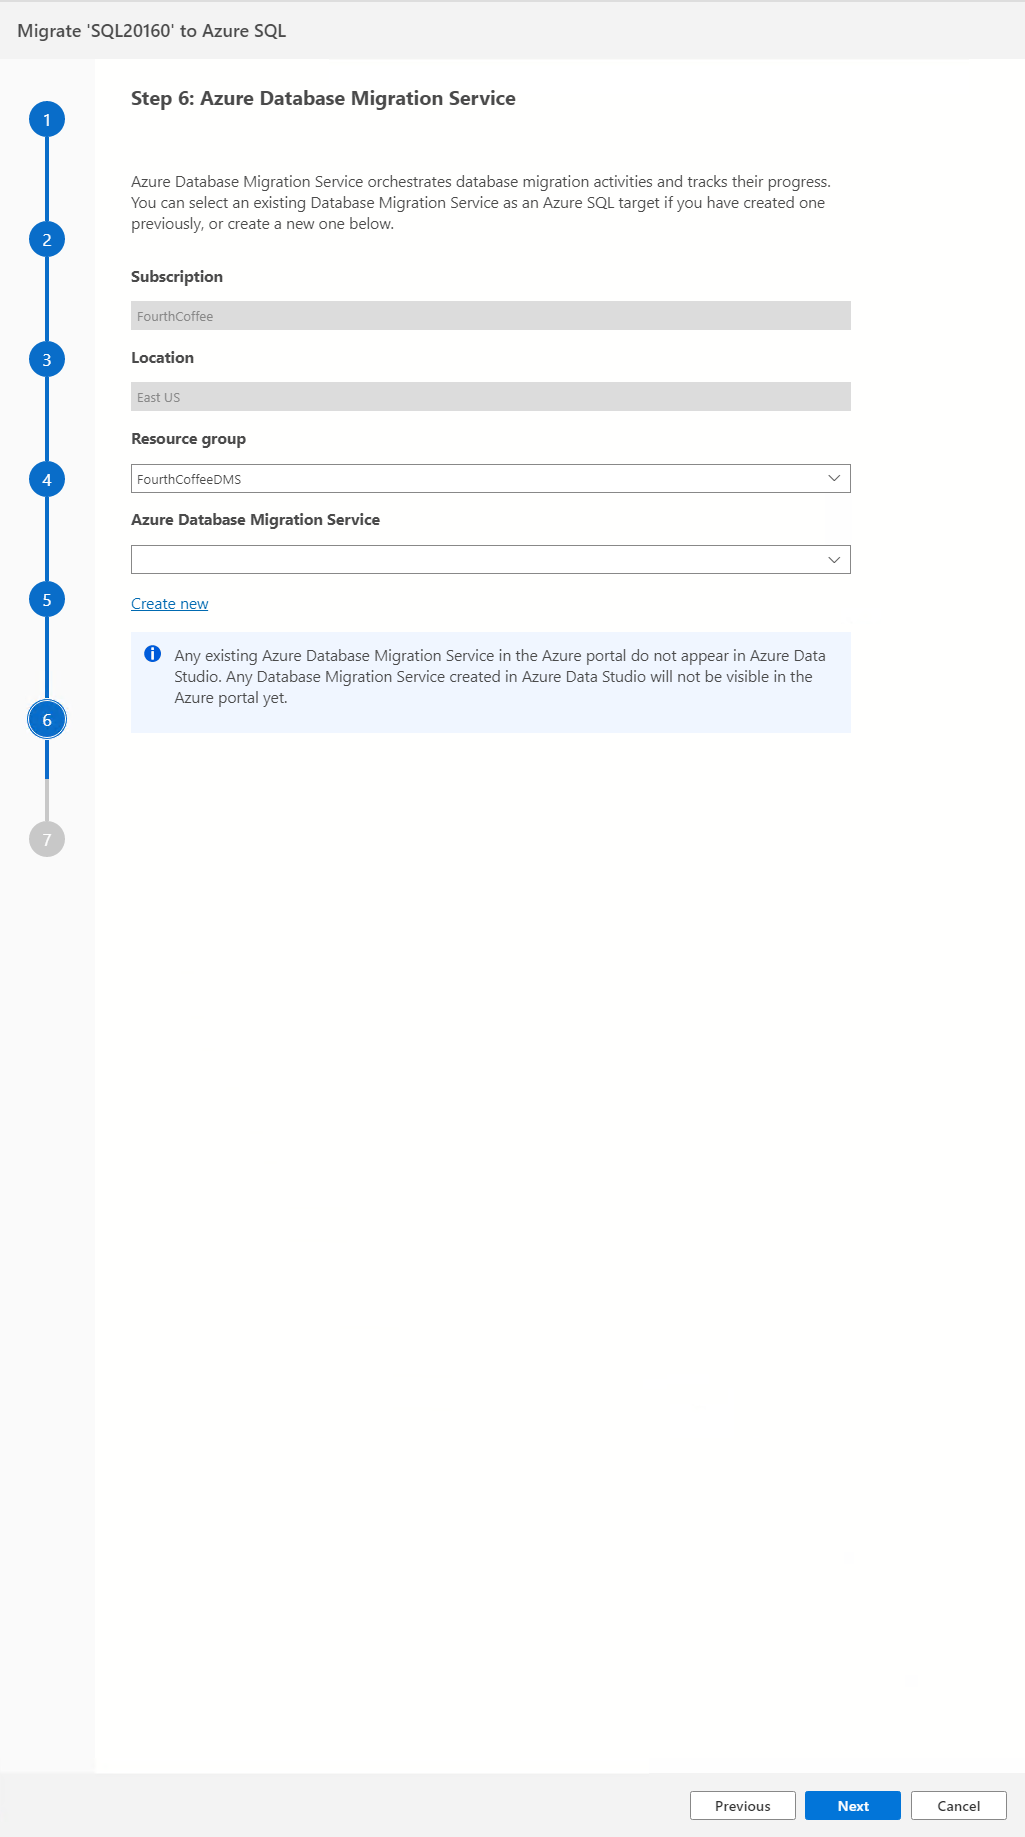 Migrate 'SQL20160' to Azure SQL
1
2
3
4
5
6
7
Step 6: Azure Database Migration Service
Azure Database Migration Service orchestrates database migration activities and tracks their progress.
You can select an existing Database Migration Service as an Azure SQL target if you have created one
previously, or create a new one below.
Subscription
FourthCoffee
Location
East US
Resource group
FourthCoffeeDMS
Azure Database Migration Service
Create new
Any existing Azure Database Migration Service in the Azure portal do not appear in Azure Data
Studio. Any Database Migration Service created in Azure Data Studio will not be visible in the
Azure portal yet.
Previous
Next
Cancel